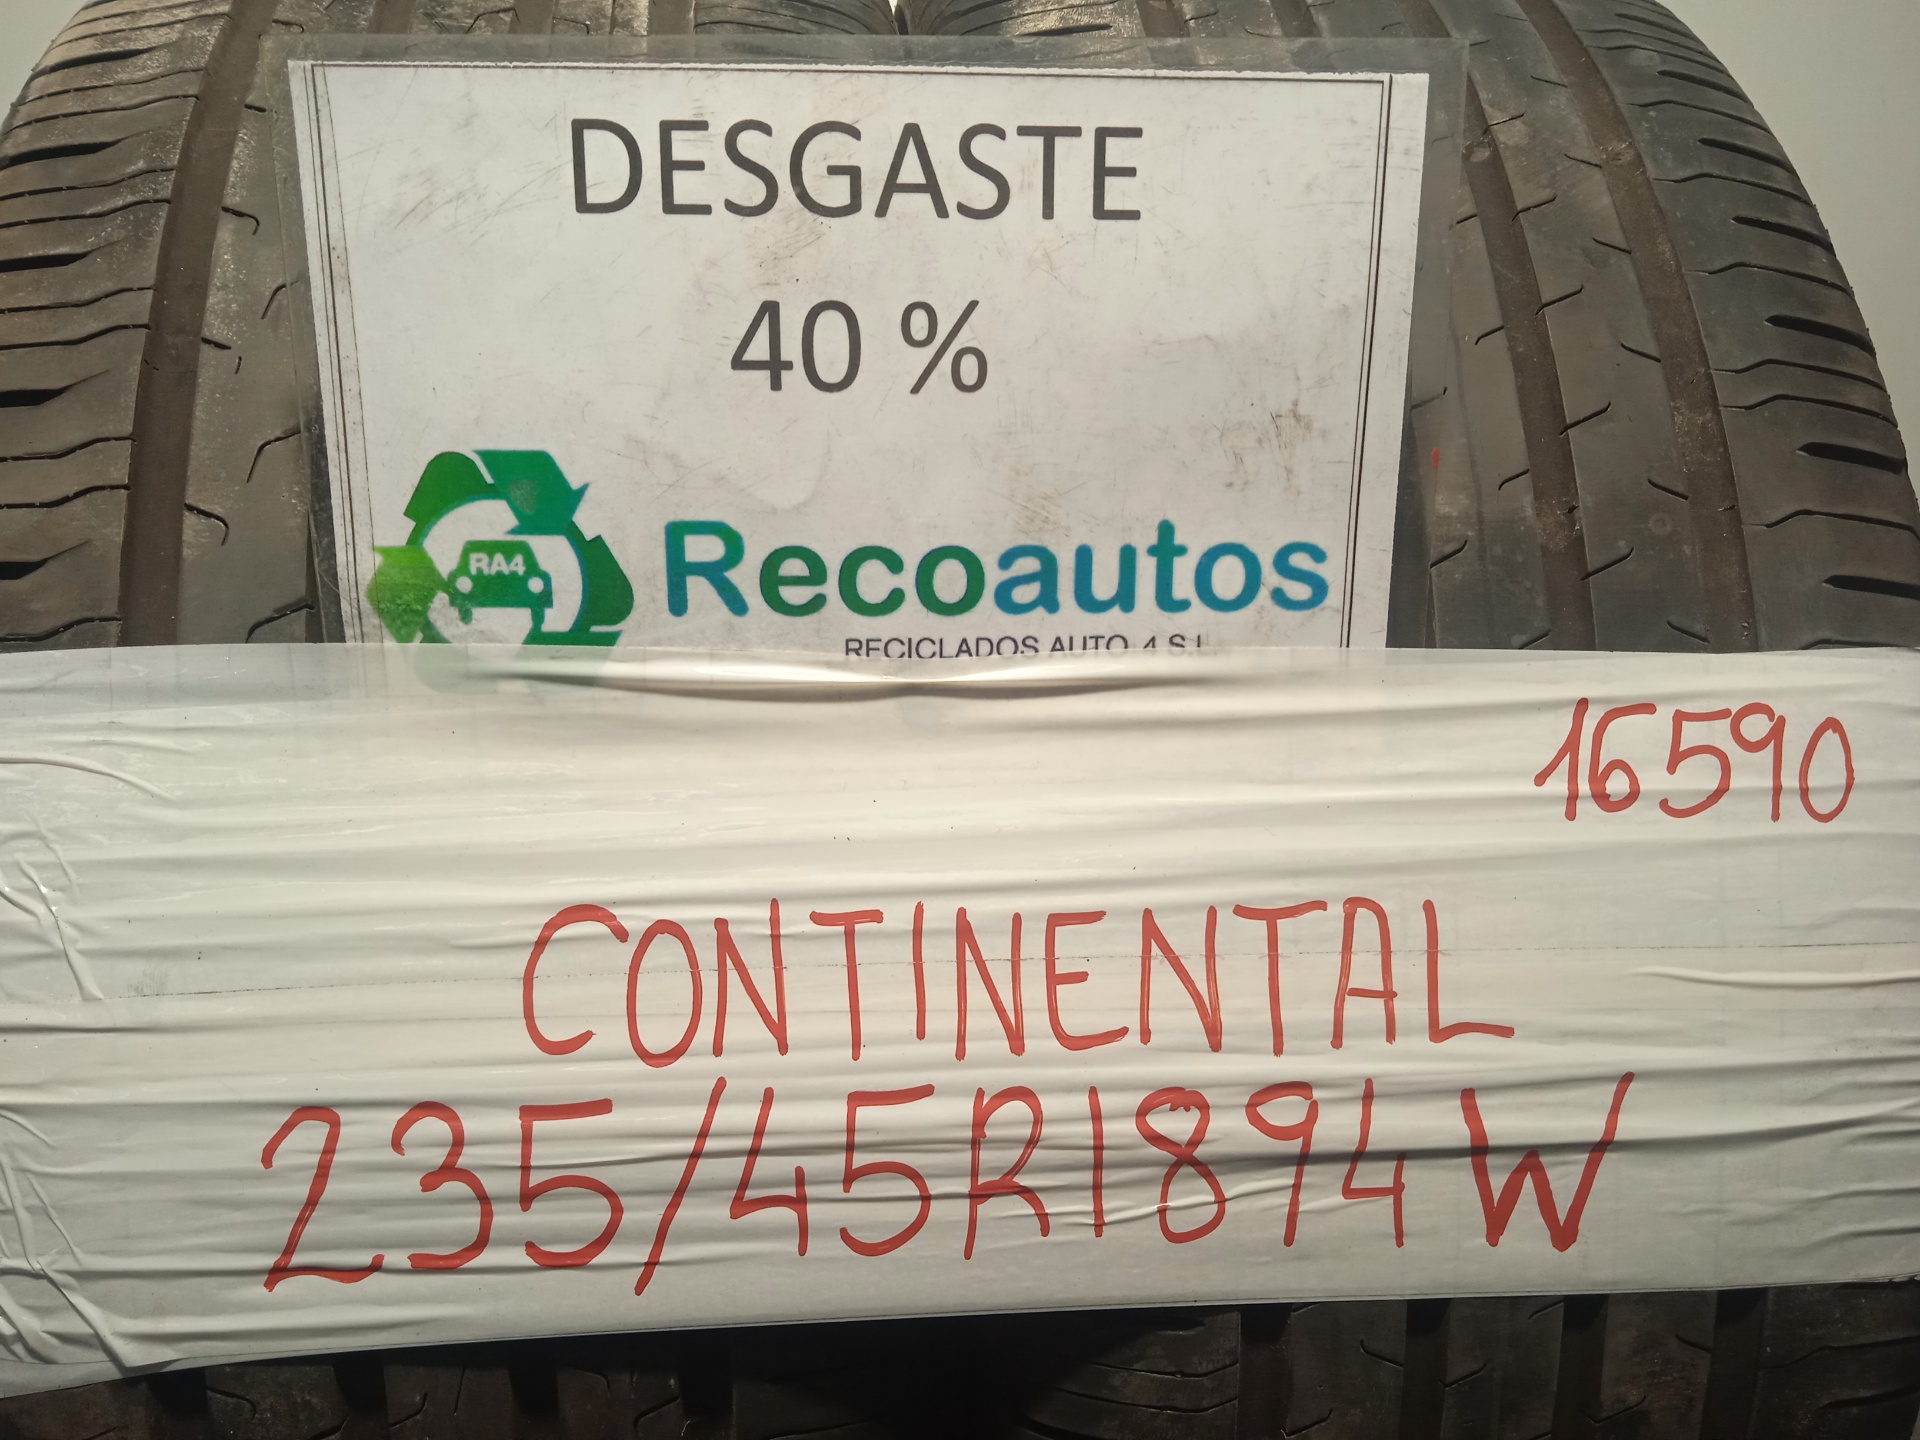 DESGASTE
40 %
RA4
Recoautos
RECICLADOS AUTO 4 S.L.
16590
CONTINENTAL
235/45R1894W